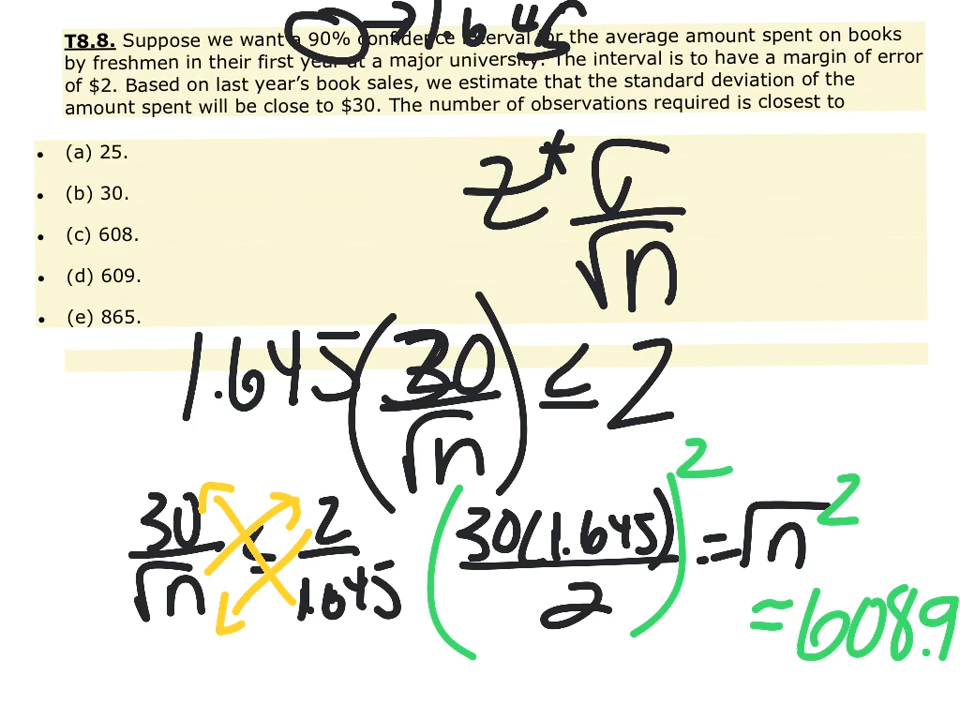 → 1.645
T8.8. Suppose we want a 90% confidence interval for the average amount spent on books
by freshmen in their first year at a major university. The interval is to have a margin of error
of $2. Based on last year’s book sales, we estimate that the standard deviation of the
amount spent will be close to $30. The number of observations required is closest to
• (a) 25.
• (b) 30.
• (c) 608.
• (d) 609.
• (e) 865.
z* σ/√n
1.645(30/√n) ≤ 2
30/√n ≤ 2/1.645
(30(1.645)/2)² = √n²
=608.9